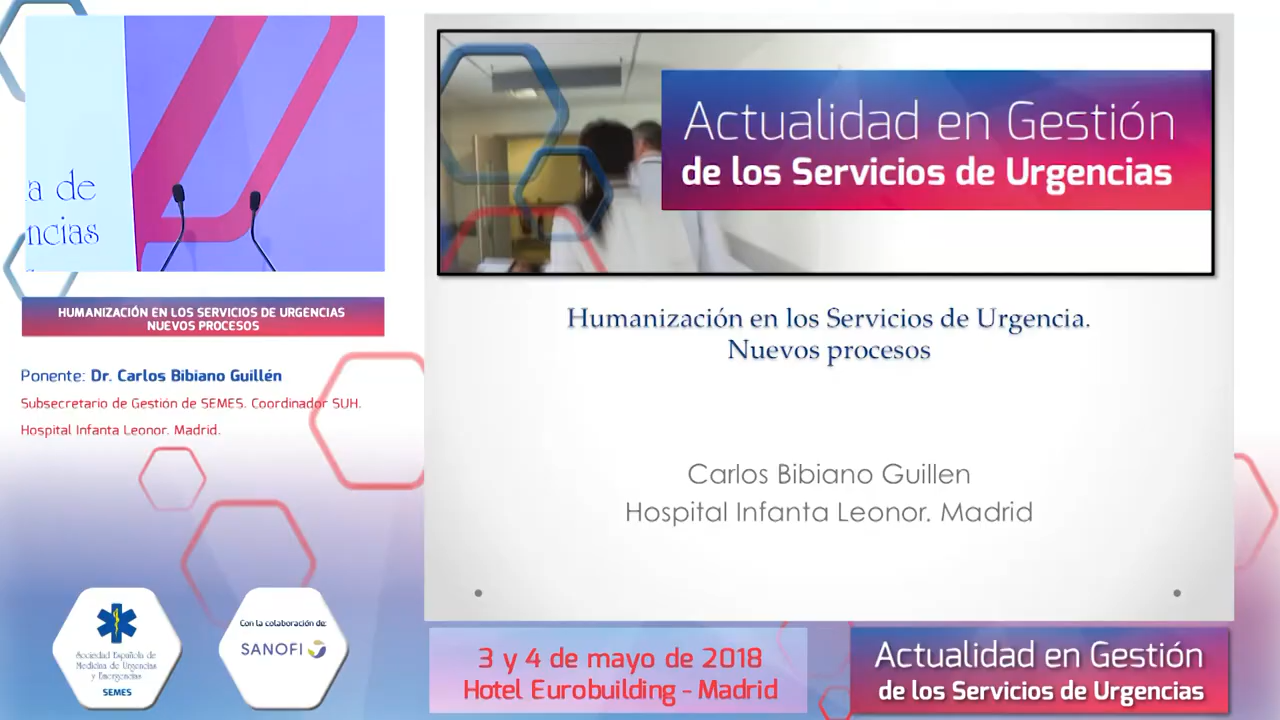 a de
ncias
HUMANIZACIÓN EN LOS SERVICIOS DE URGENCIAS
NUEVOS PROCESOS
Ponente: Dr. Carlos Bibiano Guillén
Subsecretario de Gestión de SEMES. Coordinador SUH.
Hospital Infanta Leonor. Madrid.
Sociedad Española de
Medicina de Urgencias
y Emergencias
SEMES
Con la colaboración de:
SANOFI
Actualidad en Gestión
de los Servicios de Urgencias
Humanización en los Servicios de Urgencia.
Nuevos procesos
Carlos Bibiano Guillen
Hospital Infanta Leonor. Madrid
3 y 4 de mayo de 2018
Hotel Eurobuilding - Madrid
Actualidad en Gestión
de los Servicios de Urgencias